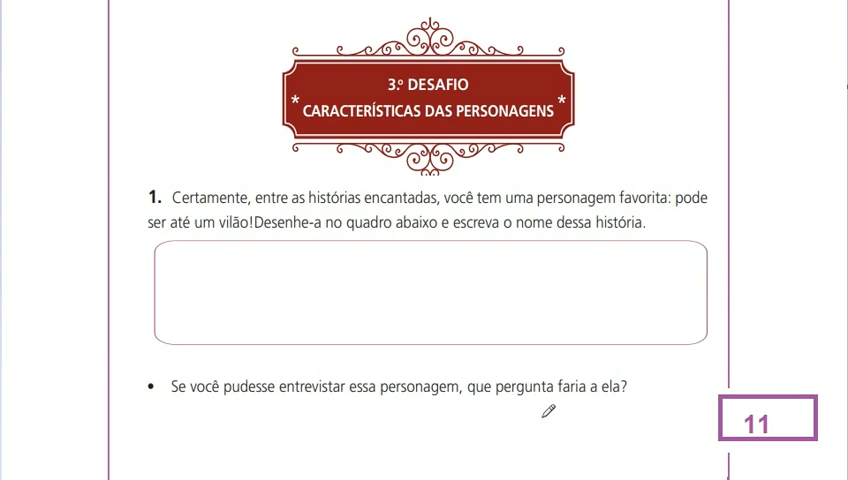 3.º DESAFIO
* CARACTERÍSTICAS DAS PERSONAGENS *
1. Certamente, entre as histórias encantadas, você tem uma personagem favorita: pode
ser até um vilão!Desenhe-a no quadro abaixo e escreva o nome dessa história.
• Se você pudesse entrevistar essa personagem, que pergunta faria a ela?
11